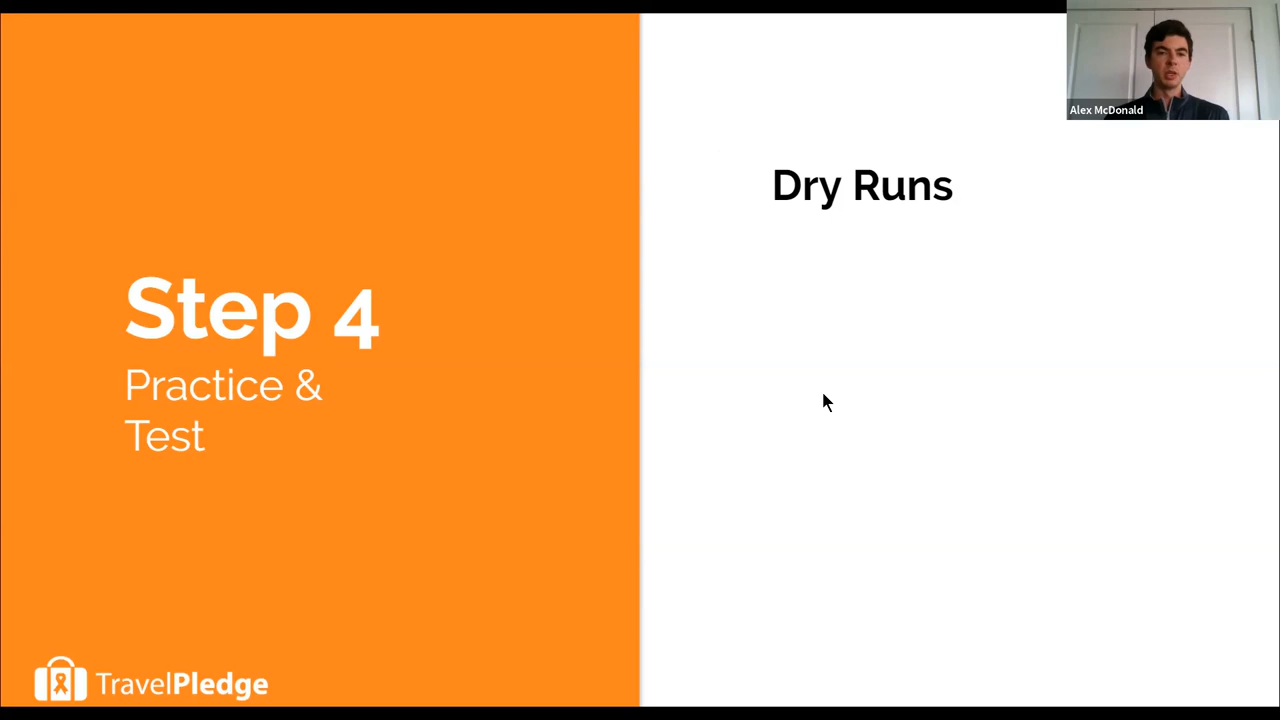 Alex McDonald
Dry Runs
Step 4
Practice &
Test
TravelPledge